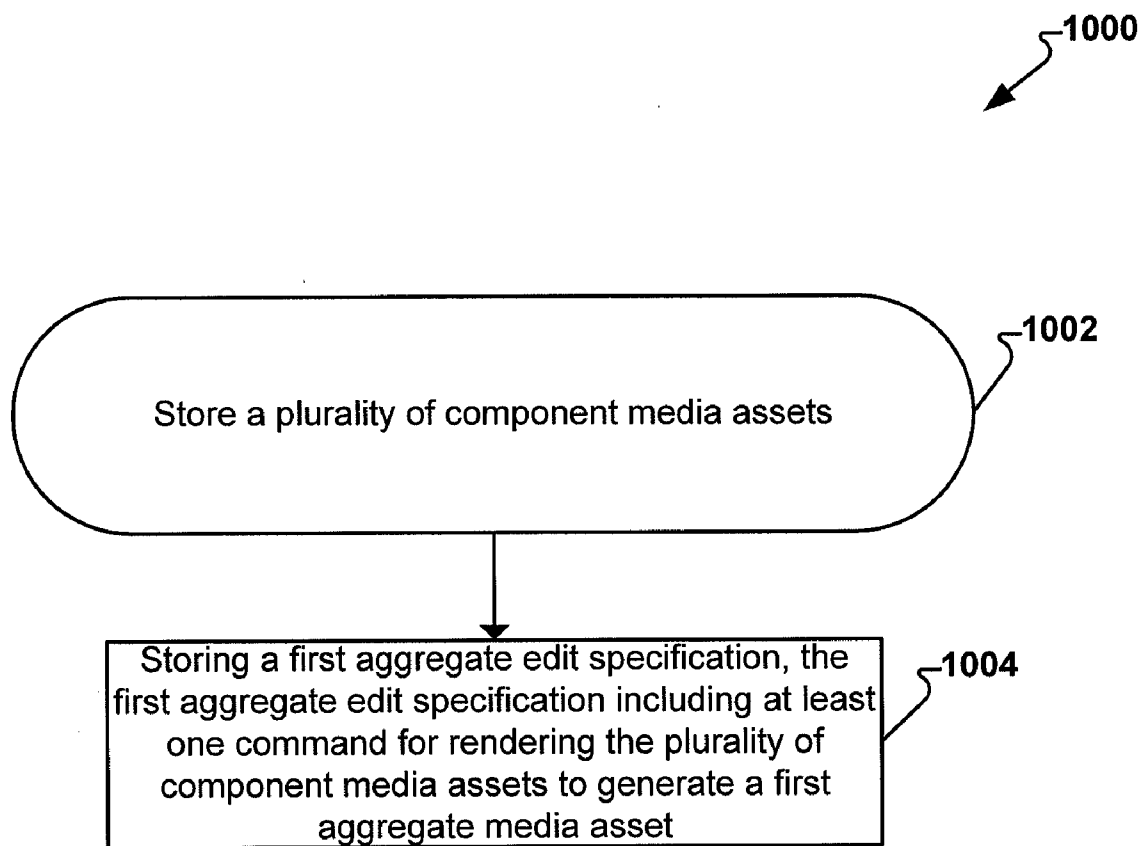 1000
1002
Store a plurality of component media assets
Storing a first aggregate edit specification, the
first aggregate edit specification including at least
one command for rendering the plurality of
component media assets to generate a first
aggregate media asset
1004